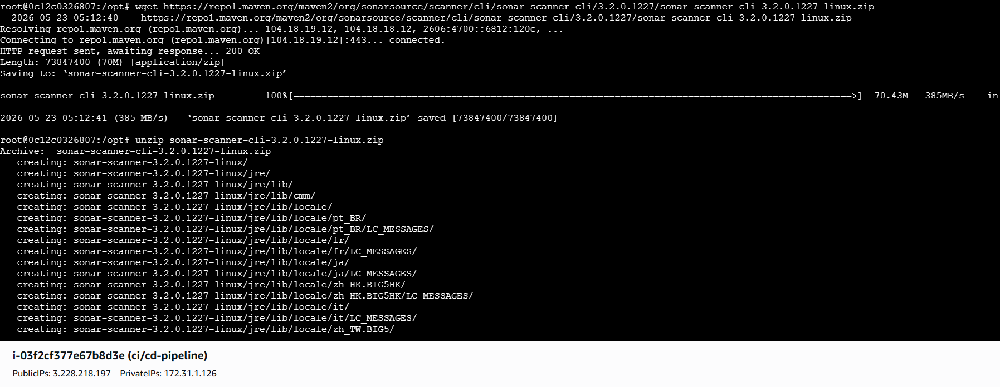 root@0c12c0326807:/opt# wget https://repo1.maven.org/maven2/org/sonarsource/scanner/cli/sonar-scanner-cli/3.2.0.1227/sonar-scanner-cli-3.2.0.1227-linux.zip
--2026-05-23 05:12:40--  https://repo1.maven.org/maven2/org/sonarsource/scanner/cli/sonar-scanner-cli/3.2.0.1227/sonar-scanner-cli-3.2.0.1227-linux.zip
Resolving repo1.maven.org (repo1.maven.org)... 104.18.19.12, 104.18.18.12, 2606:4700::6812:120c, ...
Connecting to repo1.maven.org (repo1.maven.org)|104.18.19.12|:443... connected.
HTTP request sent, awaiting response... 200 OK
Length: 73847400 (70M) [application/zip]
Saving to: ‘sonar-scanner-cli-3.2.0.1227-linux.zip’
sonar-scanner-cli-3.2.0.1227-linux.zip         100%[===================================================================================================>]  70.43M   385MB/s    in
2026-05-23 05:12:41 (385 MB/s) - ‘sonar-scanner-cli-3.2.0.1227-linux.zip’ saved [73847400/73847400]
root@0c12c0326807:/opt# unzip sonar-scanner-cli-3.2.0.1227-linux.zip
Archive:  sonar-scanner-cli-3.2.0.1227-linux.zip
   creating: sonar-scanner-3.2.0.1227-linux/
   creating: sonar-scanner-3.2.0.1227-linux/jre/
   creating: sonar-scanner-3.2.0.1227-linux/jre/lib/
   creating: sonar-scanner-3.2.0.1227-linux/jre/lib/cmm/
   creating: sonar-scanner-3.2.0.1227-linux/jre/lib/locale/
   creating: sonar-scanner-3.2.0.1227-linux/jre/lib/locale/pt_BR/
   creating: sonar-scanner-3.2.0.1227-linux/jre/lib/locale/pt_BR/LC_MESSAGES/
   creating: sonar-scanner-3.2.0.1227-linux/jre/lib/locale/fr/
   creating: sonar-scanner-3.2.0.1227-linux/jre/lib/locale/fr/LC_MESSAGES/
   creating: sonar-scanner-3.2.0.1227-linux/jre/lib/locale/ja/
   creating: sonar-scanner-3.2.0.1227-linux/jre/lib/locale/ja/LC_MESSAGES/
   creating: sonar-scanner-3.2.0.1227-linux/jre/lib/locale/zh_HK.BIG5HK/
   creating: sonar-scanner-3.2.0.1227-linux/jre/lib/locale/zh_HK.BIG5HK/LC_MESSAGES/
   creating: sonar-scanner-3.2.0.1227-linux/jre/lib/locale/it/
   creating: sonar-scanner-3.2.0.1227-linux/jre/lib/locale/it/LC_MESSAGES/
   creating: sonar-scanner-3.2.0.1227-linux/jre/lib/locale/zh_TW.BIG5/
i-03f2cf377e67b8d3e (ci/cd-pipeline)
PublicIPs: 3.228.218.197    PrivateIPs: 172.31.1.126